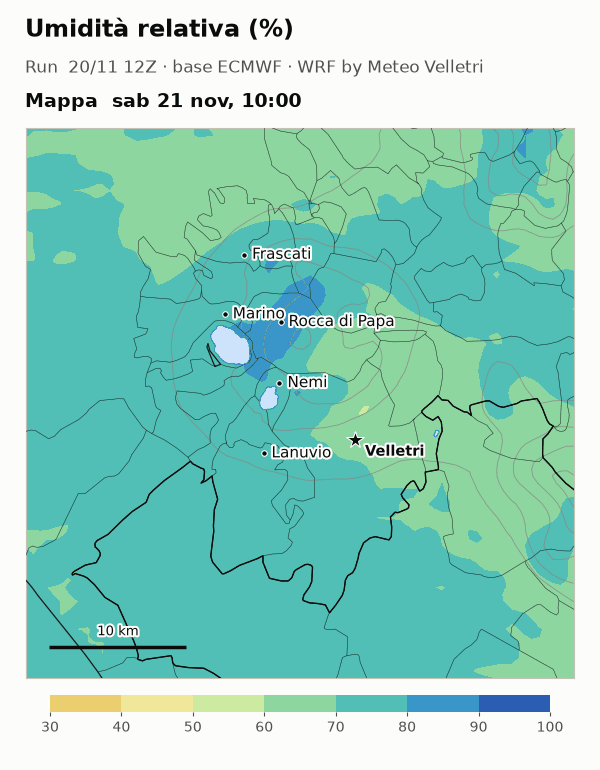 Umidità relativa (%)
Run  20/11 12Z · base ECMWF · WRF by Meteo Velletri
Mappa  sab 21 nov, 10:00
Frascati
Marino
Rocca di Papa
Nemi
Velletri
Lanuvio
10 km
30 40 50 60 70 80 90 100